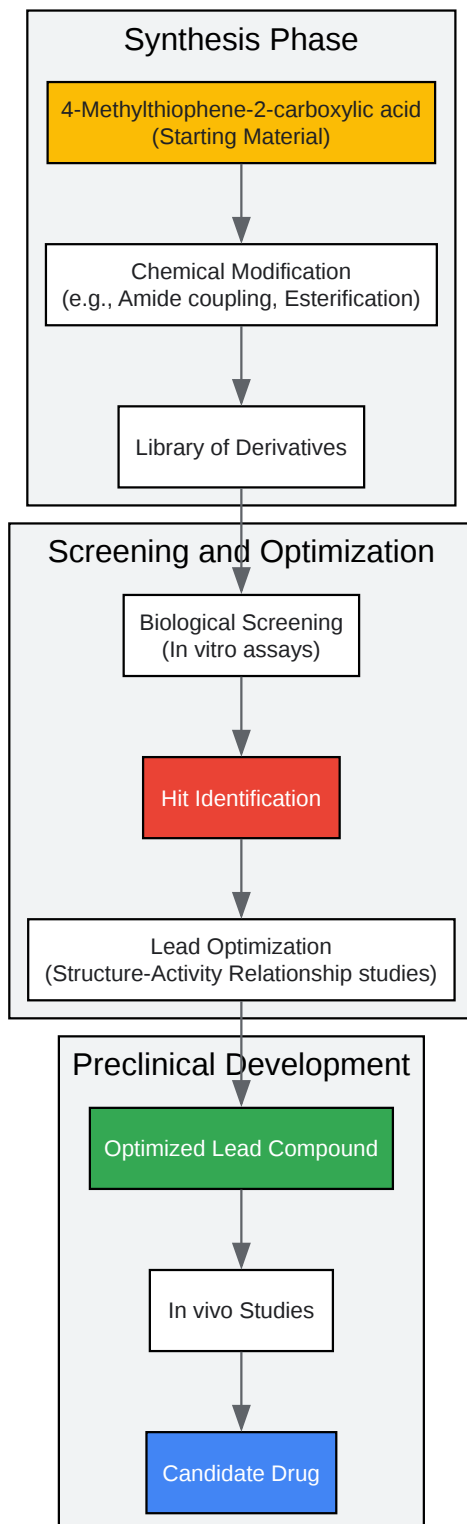 Synthesis Phase
4-Methylthiophene-2-carboxylic acid
(Starting Material)
Chemical Modification
(e.g., Amide coupling, Esterification)
Library of Derivatives
Screening and Optimization
Biological Screening
(In vitro assays)
Hit Identification
Lead Optimization
(Structure-Activity Relationship studies)
Preclinical Development
Optimized Lead Compound
In vivo Studies
Candidate Drug